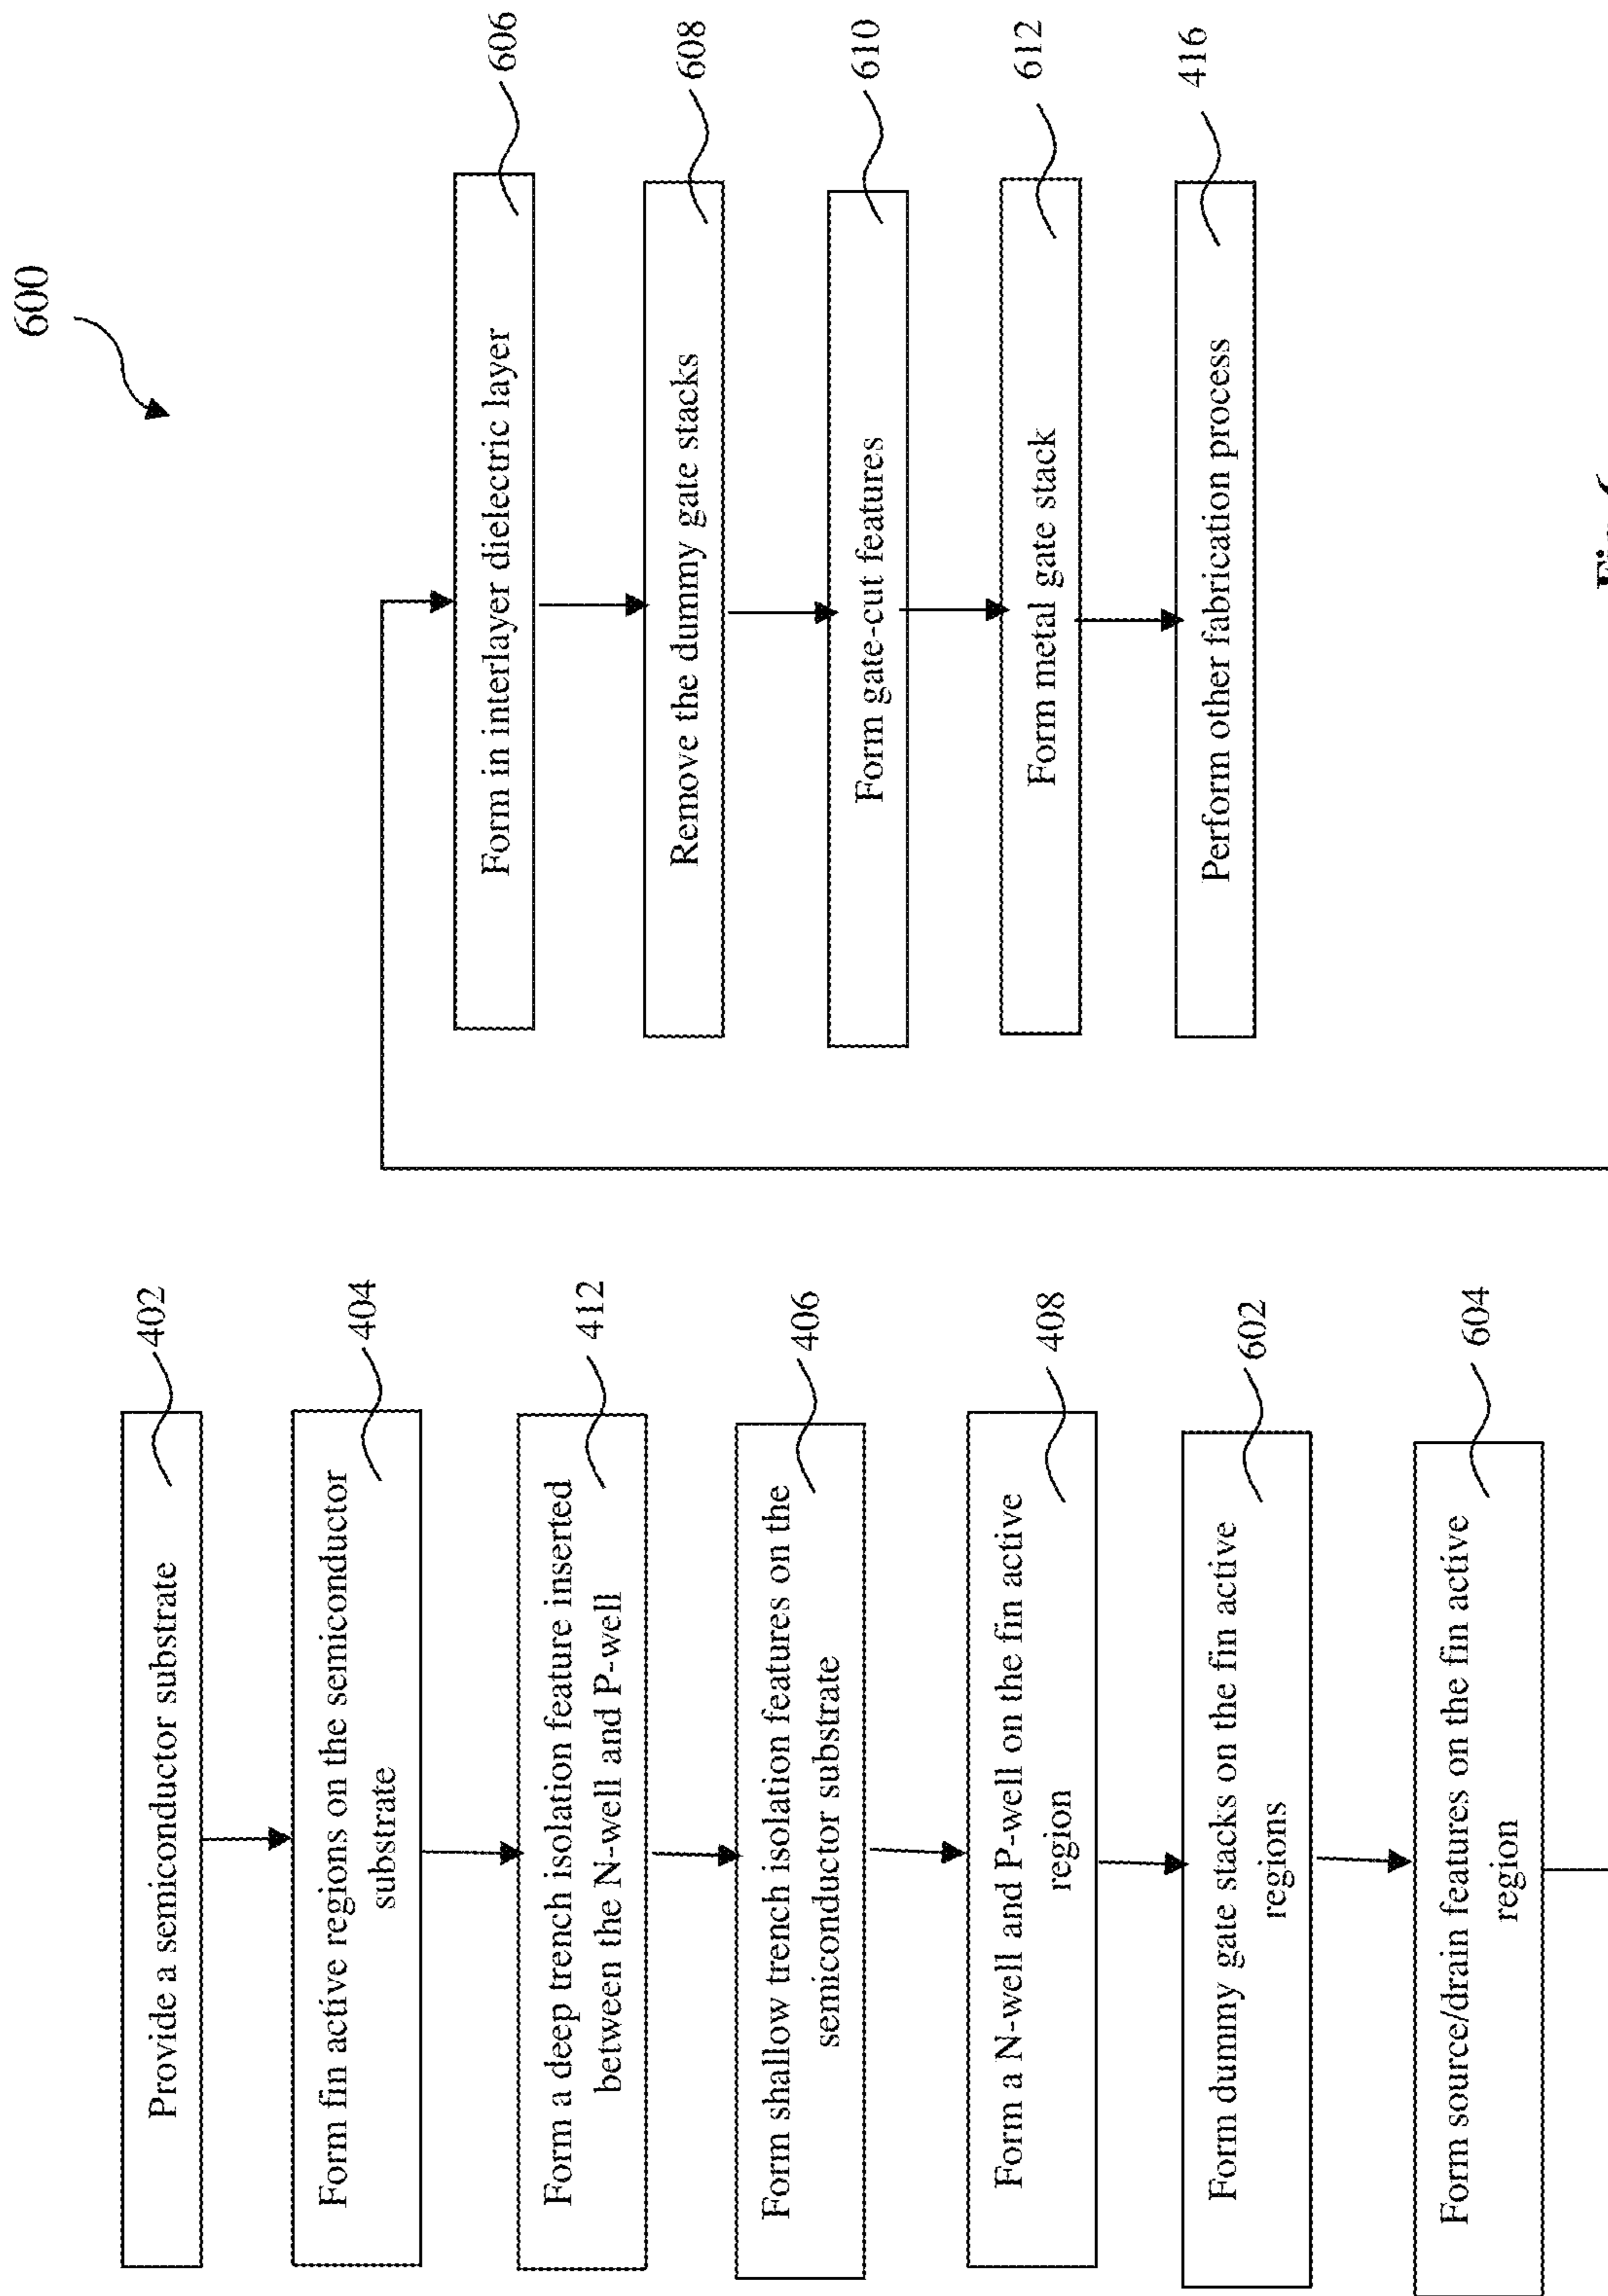 600
Provide a semiconductor substrate
402
Form fin active regions on the semiconductor
substrate
404
Form a deep trench isolation feature inserted
between the N-well and P-well
412
Form shallow trench isolation features on the
semiconductor substrate
406
Form a N-well and P-well on the fin active
region
408
Form dummy gate stacks on the fin active
regions
602
Form source/drain features on the fin active
region
604
Form in interlayer dielectric layer
606
Remove the dummy gate stacks
608
Form gate-cut features
610
Form metal gate stack
612
Perform other fabrication process
416